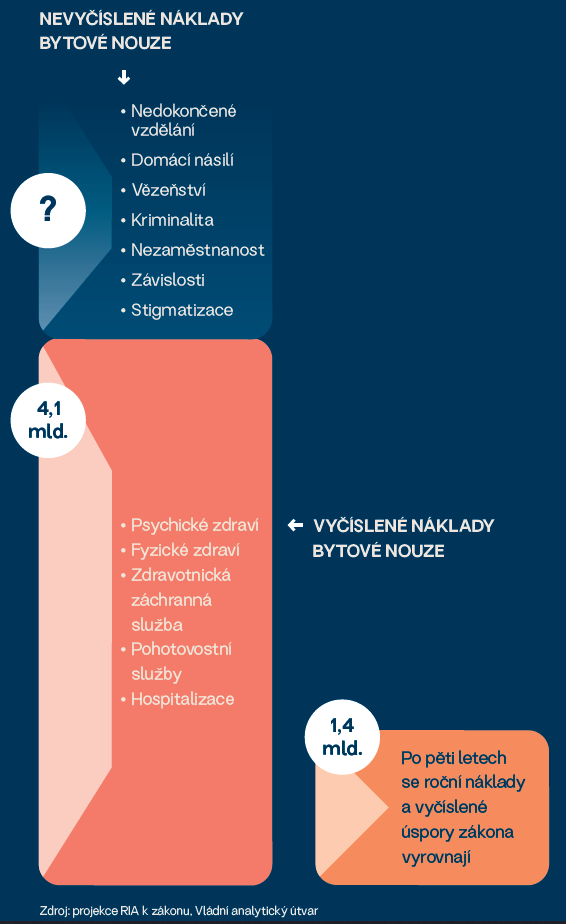 NEVYČÍSLENÉ NÁKLADY
BYTOVÉ NOUZE
?
• Nedokončené
vzdělání
• Domácí násilí
• Vězeňství
• Kriminalita
• Nezaměstnanost
• Závislosti
• Stigmatizace
4,1
mld.
• Psychické zdraví
• Fyzické zdraví
• Zdravotnická
záchranná
služba
• Pohotovostní
služby
• Hospitalizace
VYČÍSLENÉ NÁKLADY
BYTOVÉ NOUZE
1,4
mld.
Po pěti letech
se roční náklady
a vyčíslené
úspory zákona
vyrovnají
Zdroj: projekce RIA k zákonu, Vládní analytický útvar